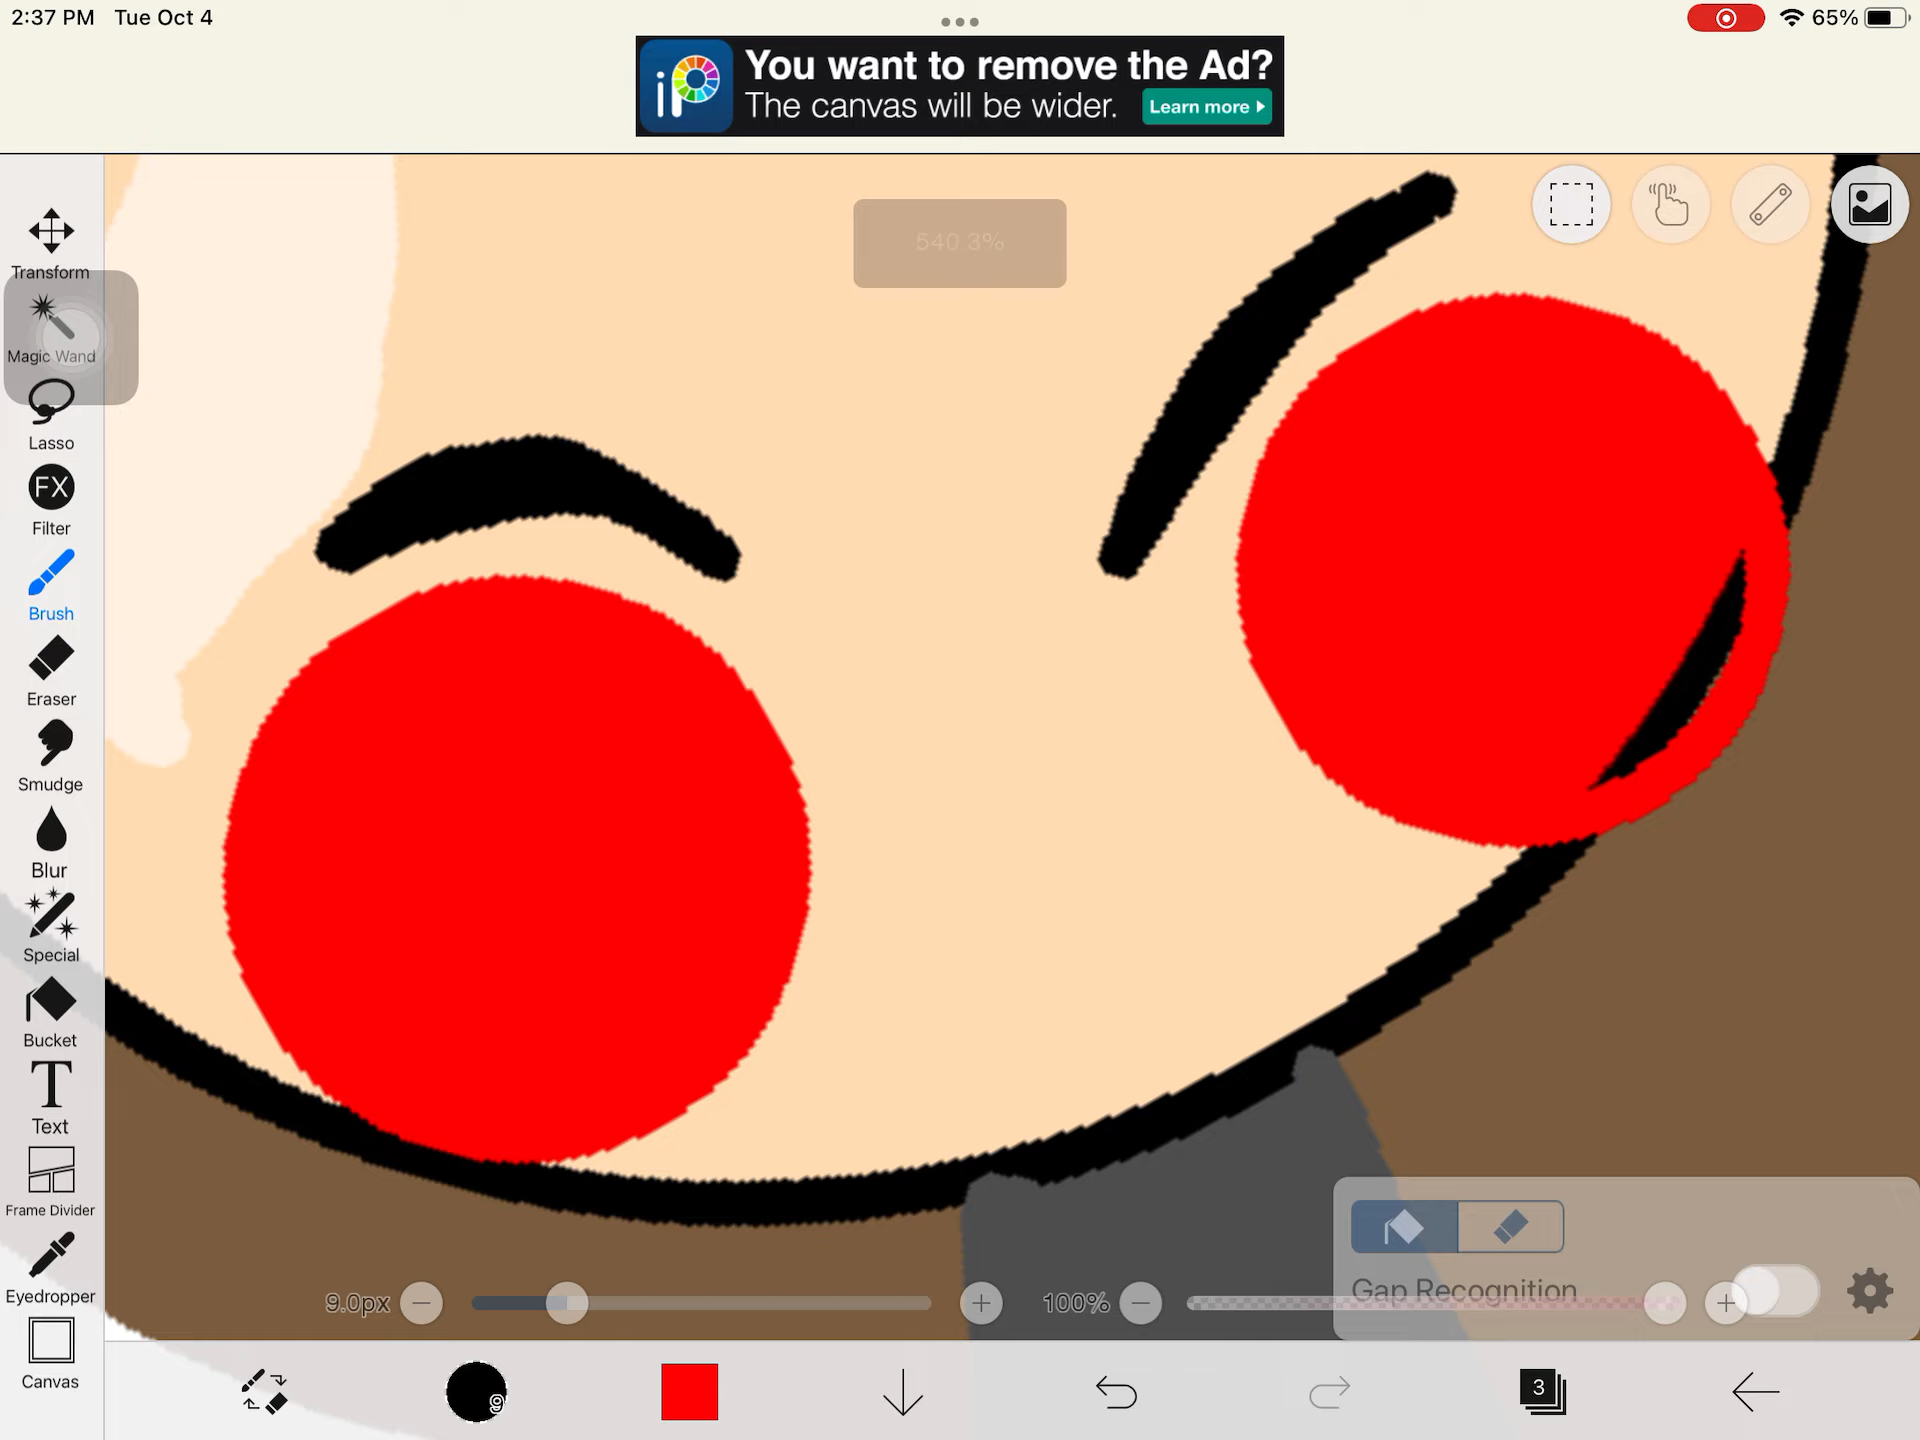 2:37 PM Tue Oct 4
65%
iP
You want to remove the Ad?
The canvas will be wider.
Learn more
540.3%
Transform
Magic Wand
Lasso
FX
Filter
Brush
Eraser
Smudge
Blur
Special
Bucket
T
Text
Frame Divider
Eyedropper
Canvas
Gap Recognition
9.0px
100%
9
3